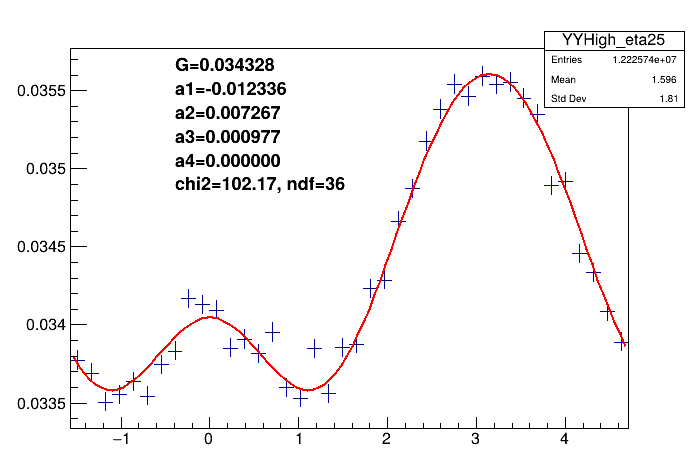 YYHigh_eta25
Entries 1.222574e+07
Mean 1.596
Std Dev 1.81
G=0.034328
a1=-0.012336
a2=0.007267
a3=0.000977
a4=0.000000
chi2=102.17, ndf=36
0.0355
0.035
0.0345
0.034
0.0335
−1 0 1 2 3 4